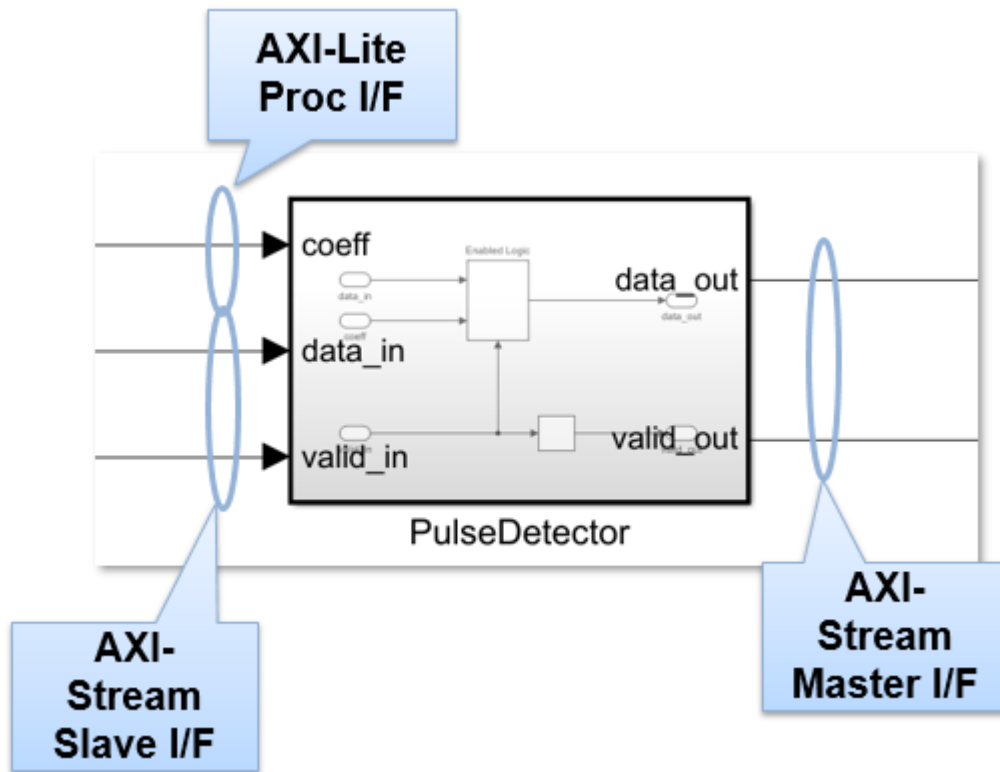 AXI-Lite
Proc I/F
coeff
Enabled Logic
data_in
coeff
data_out
data_out
data_in
valid_in
valid_out
PulseDetector
AXI-
Stream
Slave I/F
AXI-
Stream
Master I/F